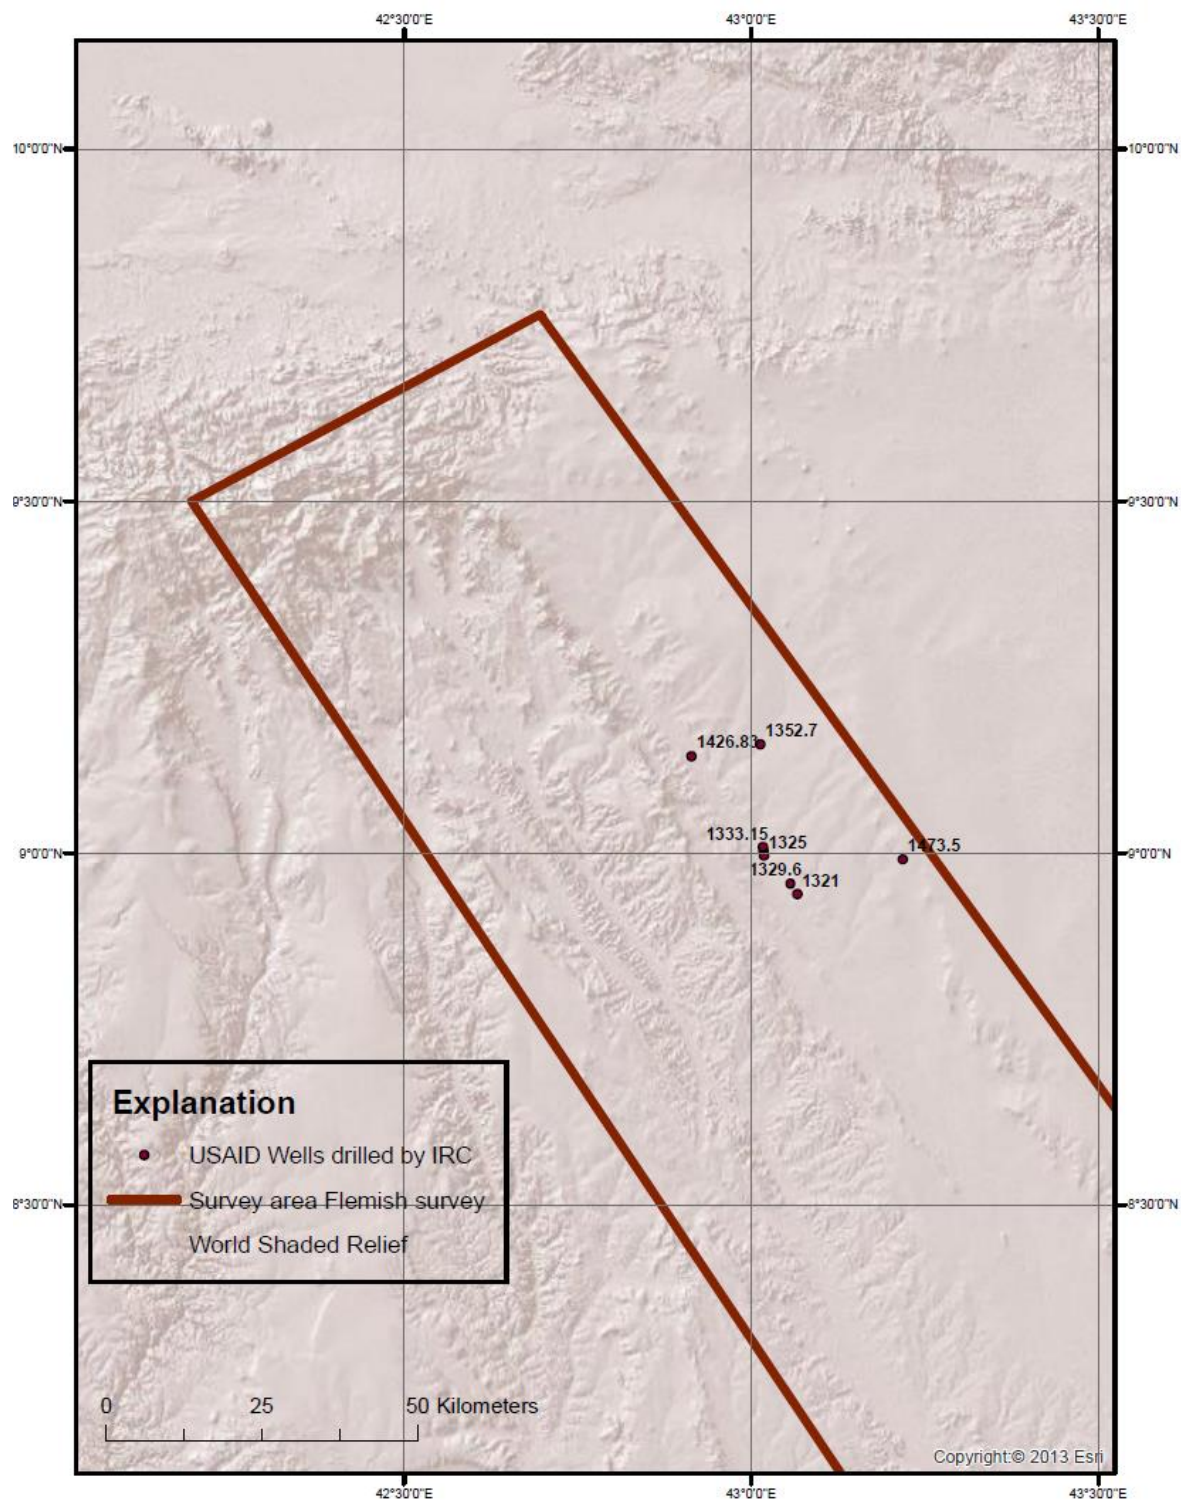 42°30'0"E 43°0'0"E 43°30'0"E
10°0'0"N 10°0'0"N
9°30'0"N 9°30'0"N
1352.7
1426.83
1333.15
1325
1473.5
9°0'0"N 9°0'0"N
1329.6
1321
Explanation
USAID Wells drilled by IRC
Survey area Flemish survey
8°30'0"N 8°30'0"N
World Shaded Relief
0 25 50 Kilometers
Copyright:© 2013 Esri
42°30'0"E 43°0'0"E 43°30'0"E